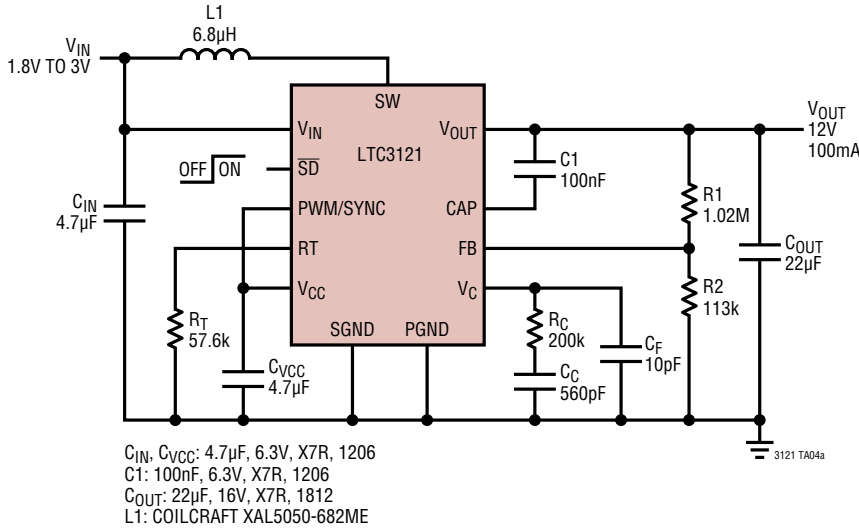 L1
6.8µH
VIN
1.8V TO 3V
SW
VIN
VOUT
LTC3121
VOUT
12V
100mA
OFF ON
SD
C1
100nF
CIN
4.7µF
PWM/SYNC
CAP
R1
1.02M
RT
FB
COUT
22µF
VCC
VC
R2
113k
RT
57.6k
SGND
PGND
RC
200k
CF
10pF
CVCC
4.7µF
CC
560pF
CIN, CVCC: 4.7µF, 6.3V, X7R, 1206
C1: 100nF, 6.3V, X7R, 1206
COUT: 22µF, 16V, X7R, 1812
L1: COILCRAFT XAL5050-682ME
3121 TA04a